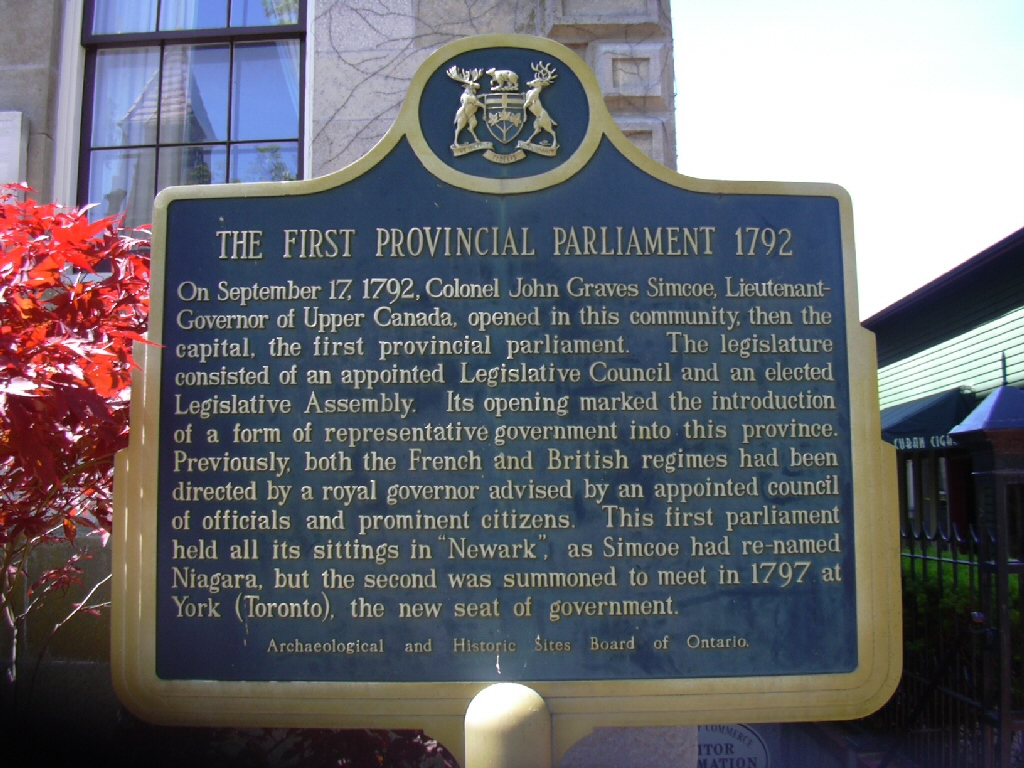 THE FIRST PROVINCIAL PARLIAMENT 1792
On September 17, 1792, Colonel John Graves Simcoe, Lieutenant-
Governor of Upper Canada, opened in this community, then the
capital, the first provincial parliament. The legislature
consisted of an appointed Legislative Council and an elected
Legislative Assembly. Its opening marked the introduction
of a form of representative government into this province.
Previously, both the French and British regimes had been
directed by a royal governor advised by an appointed council
of officials and prominent citizens. This first parliament
held all its sittings in "Newark", as Simcoe had re-named
Niagara, but the second was summoned to meet in 1797 at
York (Toronto), the new seat of government.
Archaeological and Historic Sites Board of Ontario.
CUBAN CIGA
COMMERCE
ITOR
MATION